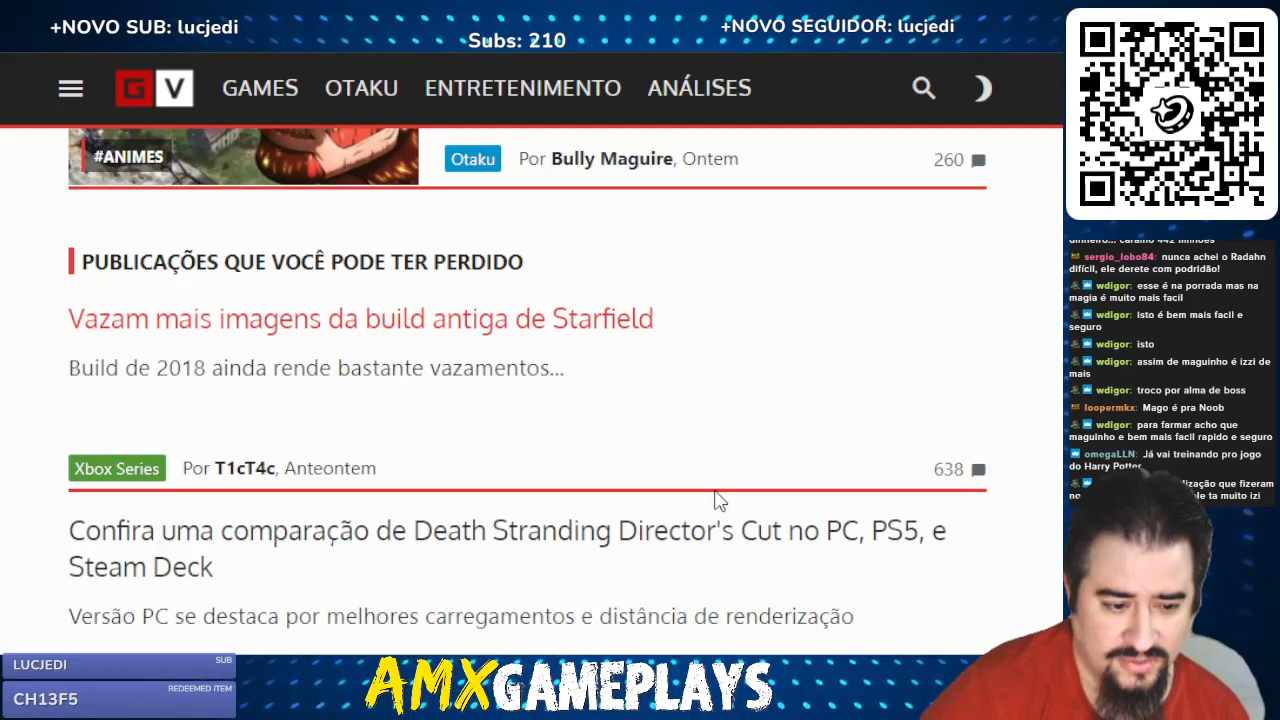 +NOVO SUB: lucjedi
Subs: 210
+NOVO SEGUIDOR: lucjedi
G V
GAMES OTAKU ENTRETENIMENTO ANÁLISES
#ANIMES
Otaku Por Bully Maguire, Ontem 260
PUBLICAÇÕES QUE VOCÊ PODE TER PERDIDO
Vazam mais imagens da build antiga de Starfield
Build de 2018 ainda rende bastante vazamentos...
Xbox Series Por T1cT4c, Anteontem 638
Confira uma comparação de Death Stranding Director's Cut no PC, PS5, e
Steam Deck
Versão PC se destaca por melhores carregamentos e distância de renderização
sergio_lobo84: nunca achei o Radahn
difícil, ele derete com podridão!
wdigor: esse é na porrada mas na
magia é muito mais facil
wdigor: isto é bem mais facil e
seguro
wdigor: isto
wdigor: assim de maguinho é izzi de
mais
wdigor: troco por alma de boss
loopermkx: Mago é pra Noob
wdigor: para farmar acho que
maguinho e bem mais facil rapido e seguro
omegaLLN: Já vai treinando pro jogo
do Harry Potter
que fizeram
ta muito izi
LUCJEDI SUB
CH13F5 REDEEMED ITEM
AMXGAMEPLAYS